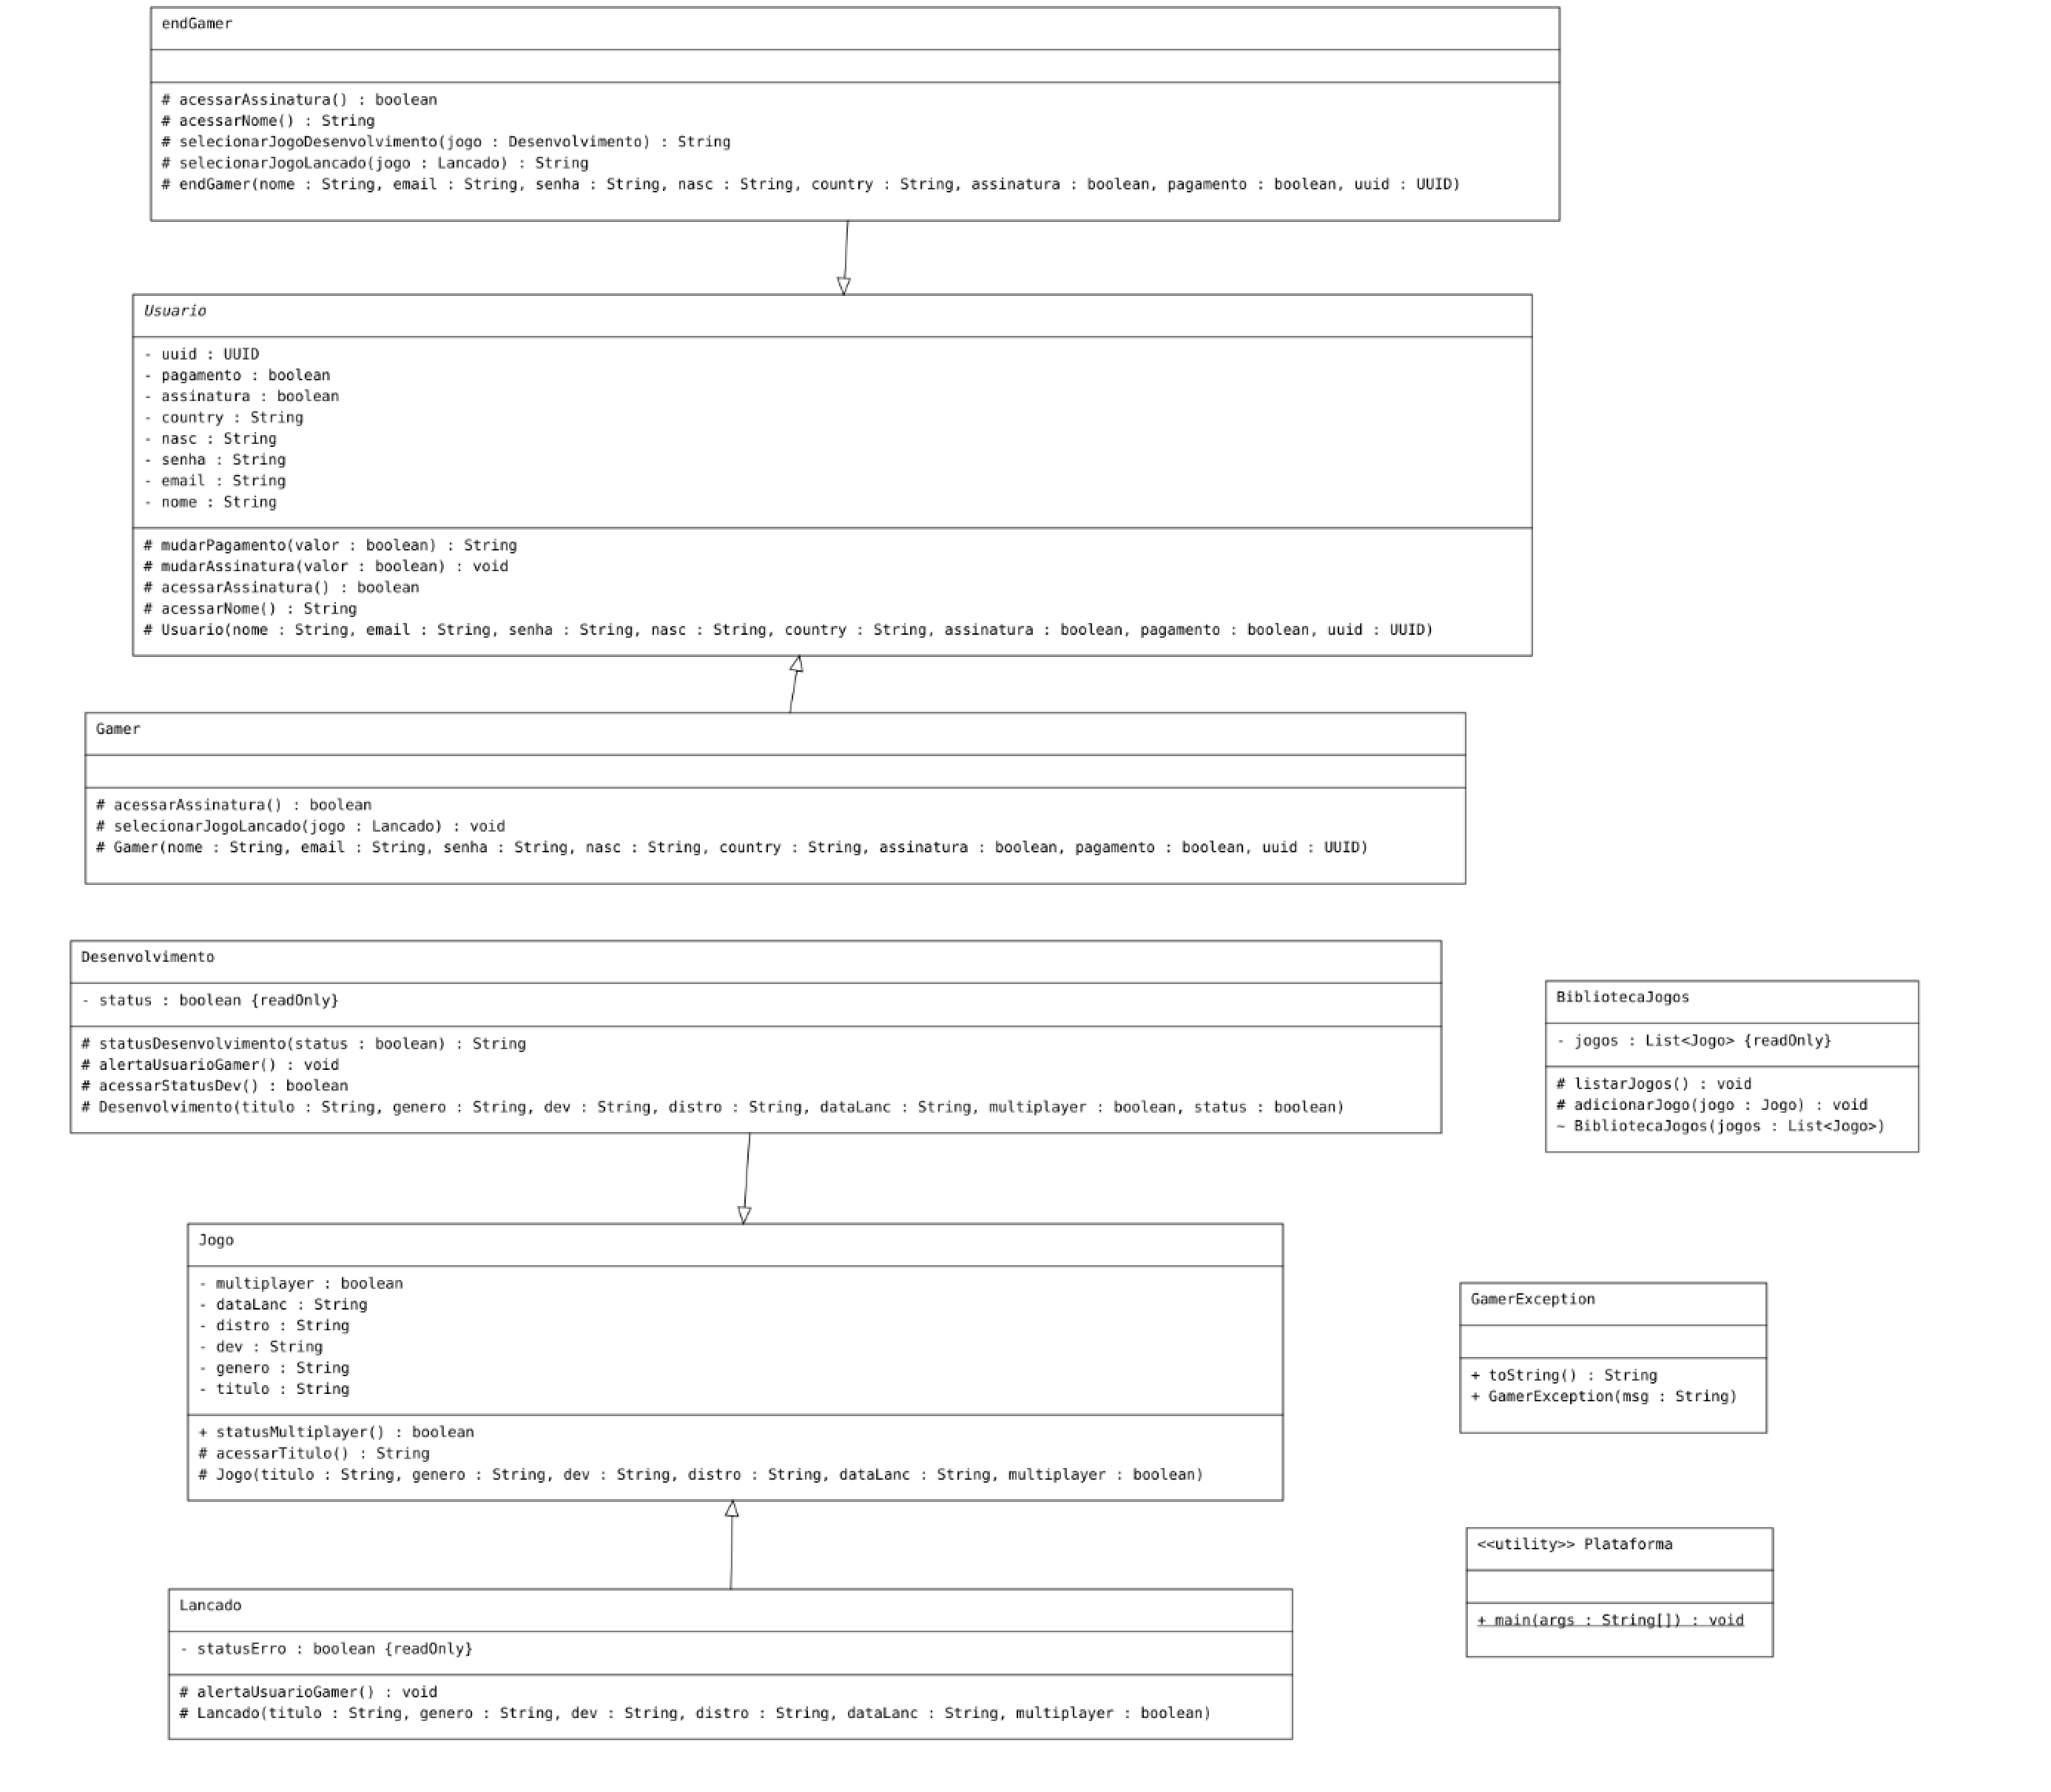 endGamer
# acessarAssinatura() : boolean
# acessarNome() : String
# selecionarJogoDesenvolvimento(jogo : Desenvolvimento) : String
# selecionarJogoLancado(jogo : Lancado) : String
# endGamer(nome : String, email : String, senha : String, nasc : String, country : String, assinatura : boolean, pagamento : boolean, uuid : UUID)
Usuario
- uuid : UUID
- pagamento : boolean
- assinatura : boolean
- country : String
- nasc : String
- senha : String
- email : String
- nome : String
# mudarPagamento(valor : boolean) : String
# mudarAssinatura(valor : boolean) : void
# acessarAssinatura() : boolean
# acessarNome() : String
# Usuario(nome : String, email : String, senha : String, nasc : String, country : String, assinatura : boolean, pagamento : boolean, uuid : UUID)
Gamer
# acessarAssinatura() : boolean
# selecionarJogoLancado(jogo : Lancado) : void
# Gamer(nome : String, email : String, senha : String, nasc : String, country : String, assinatura : boolean, pagamento : boolean, uuid : UUID)
Desenvolvimento
- status : boolean {readOnly}
# statusDesenvolvimento(status : boolean) : String
# alertaUsuarioGamer() : void
# acessarStatusDev() : boolean
# Desenvolvimento(titulo : String, genero : String, dev : String, distro : String, dataLanc : String, multiplayer : boolean, status : boolean)
BibliotecaJogos
- jogos : List<Jogo> {readOnly}
# listarJogos() : void
# adicionarJogo(jogo : Jogo) : void
~ BibliotecaJogos(jogos : List<Jogo>)
Jogo
- multiplayer : boolean
- dataLanc : String
- distro : String
- dev : String
- genero : String
- titulo : String
+ statusMultiplayer() : boolean
# acessarTitulo() : String
# Jogo(titulo : String, genero : String, dev : String, distro : String, dataLanc : String, multiplayer : boolean)
GamerException
+ toString() : String
+ GamerException(msg : String)
<<utility>> Plataforma
+ main(args : String[]) : void
Lancado
- statusErro : boolean {readOnly}
# alertaUsuarioGamer() : void
# Lancado(titulo : String, genero : String, dev : String, distro : String, dataLanc : String, multiplayer : boolean)